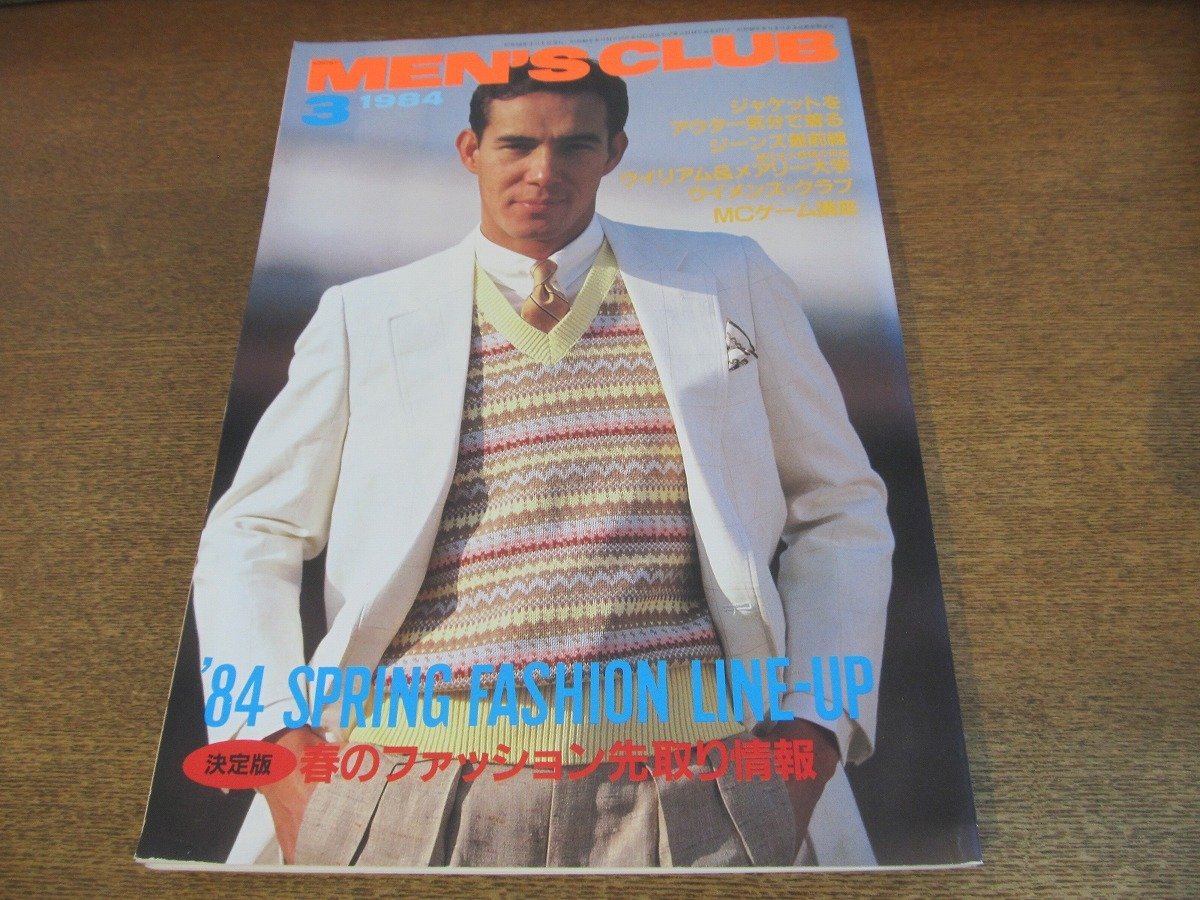 MEN'S CLUB
3 1984
ジャケットを
アウター気分で着る
ジーンズ最前線
ウイリアム&メアリー大学
ウイメンズ・クラブ
MCゲーム講座
'84 SPRING FASHION LINE-UP
決定版 春のファッション先取り情報